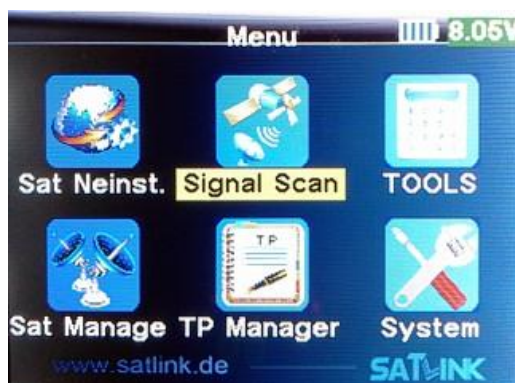 Menu 8.05V
Sat Neinst. Signal Scan TOOLS
TP
Sat Manage TP Manager System
www.satlink.de SATLINK